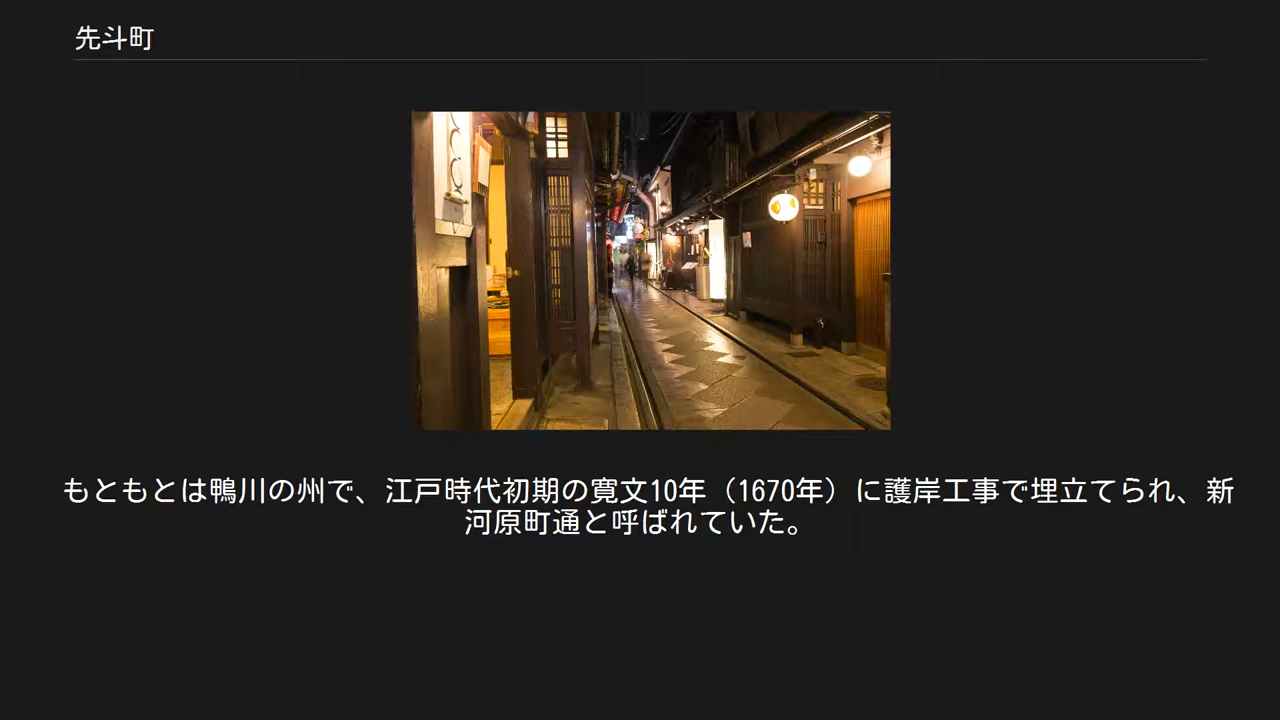 先斗町
もともとは鴨川の州で、江戸時代初期の寛文10年（1670年）に護岸工事で埋立てられ、新
河原町通と呼ばれていた。